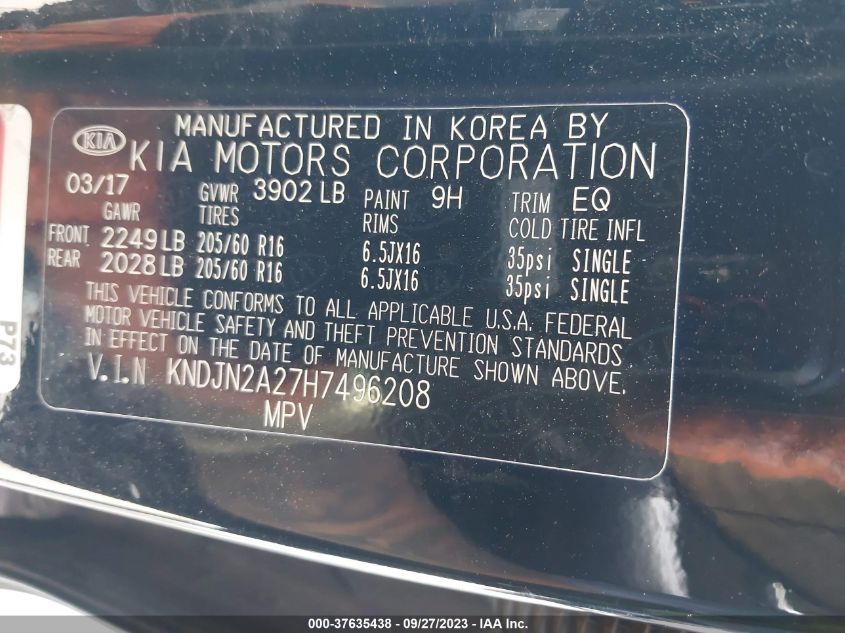 KIA
MANUFACTURED IN KOREA BY
KIA MOTORS CORPORATION
03/17 GVWR 3902 LB PAINT 9H TRIM EQ
GAWR TIRES RIMS COLD TIRE INFL
FRONT 2249 LB 205/60 R16 6.5JX16 35psi SINGLE
REAR 2028 LB 205/60 R16 6.5JX16 35psi SINGLE
THIS VEHICLE CONFORMS TO ALL APPLICABLE U.S.A. FEDERAL
MOTOR VEHICLE SAFETY AND THEFT PREVENTION STANDARDS
IN EFFECT ON THE DATE OF MANUFACTURE SHOWN ABOVE.
V.I.N KNDJN2A27H7496208
MPV
P73
000-37635438 - 09/27/2023 - IAA Inc.